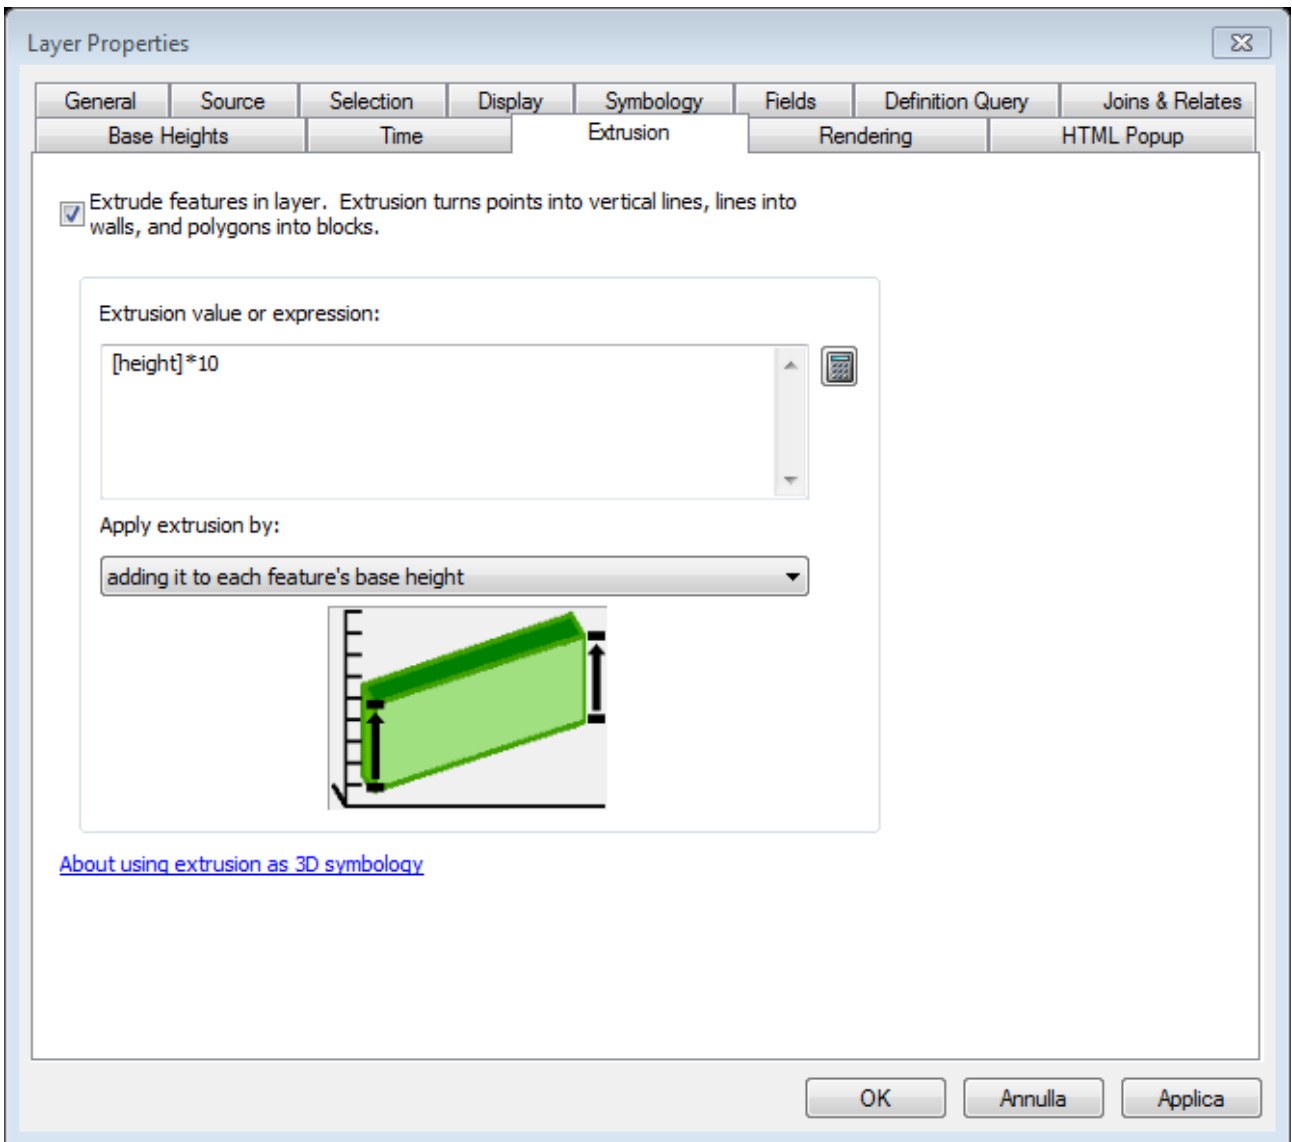 Layer Properties
General Source Selection Display Symbology Fields Definition Query Joins & Relates
Base Heights Time Extrusion Rendering HTML Popup
Extrude features in layer. Extrusion turns points into vertical lines, lines into
walls, and polygons into blocks.
Extrusion value or expression:
[height]*10
Apply extrusion by:
adding it to each feature's base height
About using extrusion as 3D symbology
OK Annulla Applica